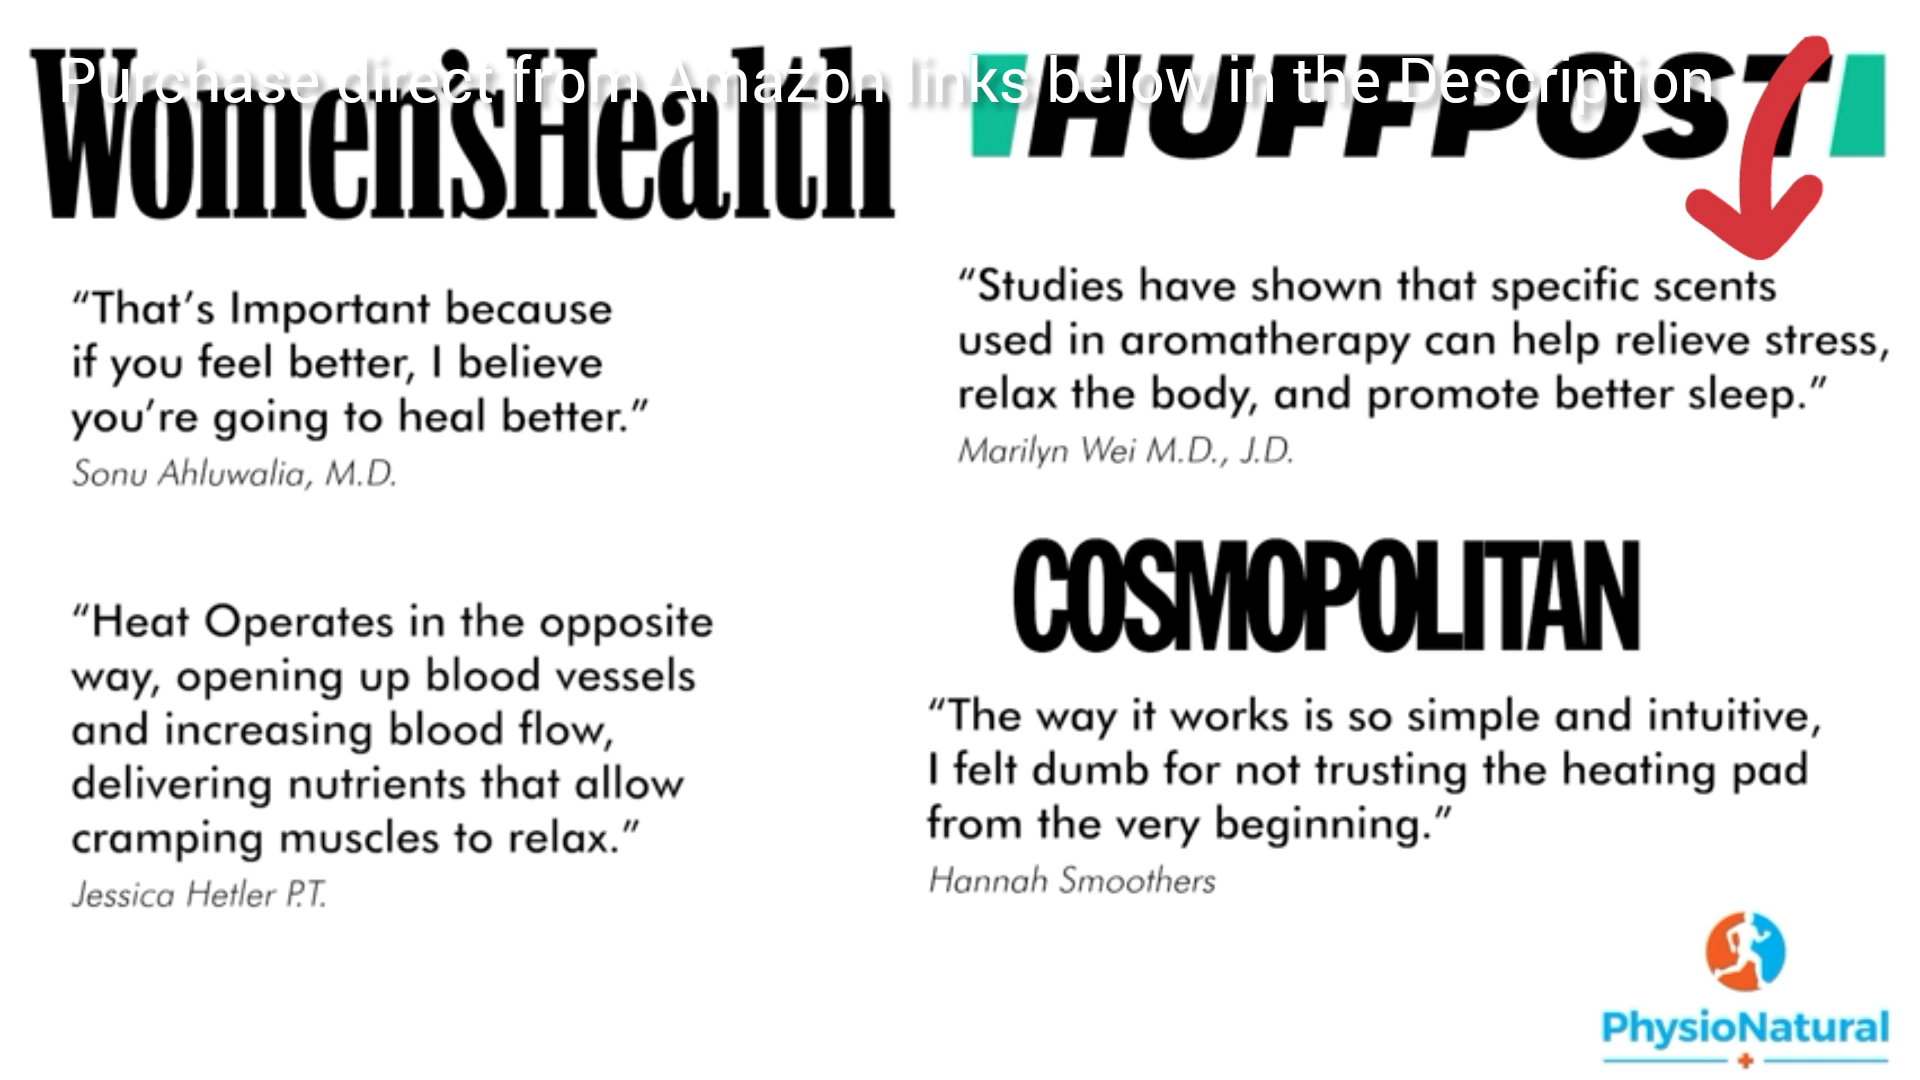 Purchase direct from Amazon links below in the Description
Women'sHealth
“That’s Important because
if you feel better, I believe
you’re going to heal better.”
Sonu Ahluwalia, M.D.
“Heat Operates in the opposite
way, opening up blood vessels
and increasing blood flow,
delivering nutrients that allow
cramping muscles to relax.”
Jessica Hetler P.T.
HUFFPOST
“Studies have shown that specific scents
used in aromatherapy can help relieve stress,
relax the body, and promote better sleep.”
Marilyn Wei M.D., J.D.
COSMOPOLITAN
“The way it works is so simple and intuitive,
I felt dumb for not trusting the heating pad
from the very beginning.”
Hannah Smoothers
PhysioNatural